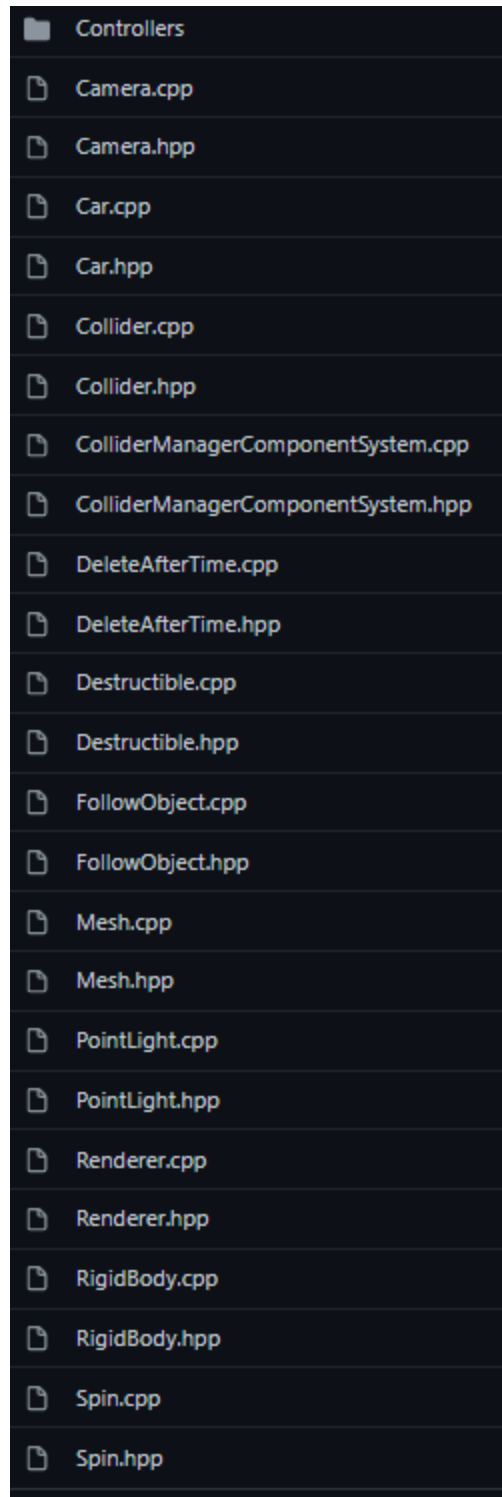 Controllers
Camera.cpp
Camera.hpp
Car.cpp
Car.hpp
Collider.cpp
Collider.hpp
ColliderManagerComponentSystem.cpp
ColliderManagerComponentSystem.hpp
DeleteAfterTime.cpp
DeleteAfterTime.hpp
Destructible.cpp
Destructible.hpp
FollowObject.cpp
FollowObject.hpp
Mesh.cpp
Mesh.hpp
PointLight.cpp
PointLight.hpp
Renderer.cpp
Renderer.hpp
RigidBody.cpp
RigidBody.hpp
Spin.cpp
Spin.hpp